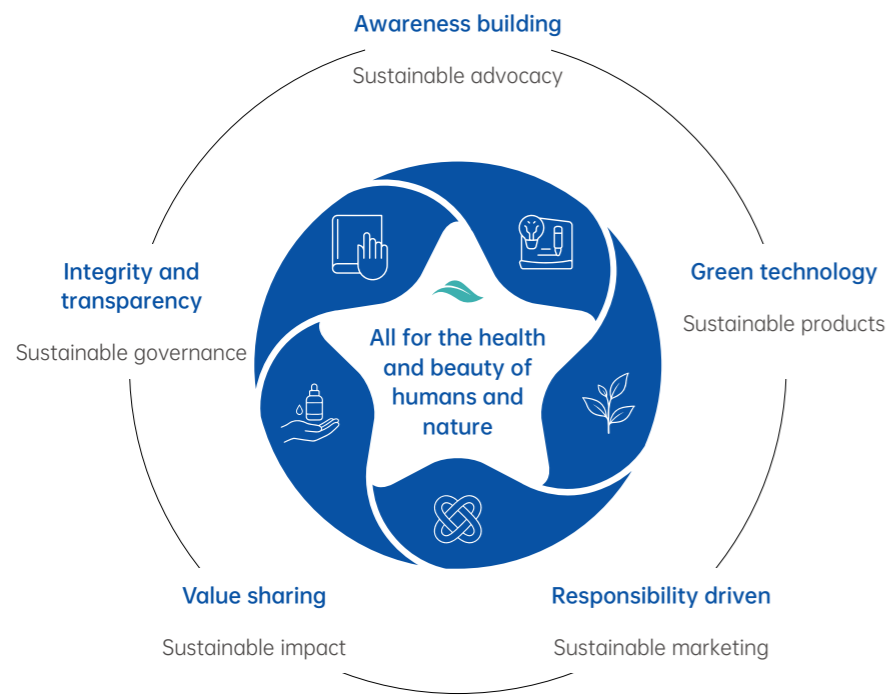 Awareness building
Sustainable advocacy
Integrity and
transparency
Sustainable governance
Green technology
Sustainable products
All for the health
and beauty of
humans and
nature
Value sharing
Sustainable impact
Responsibility driven
Sustainable marketing